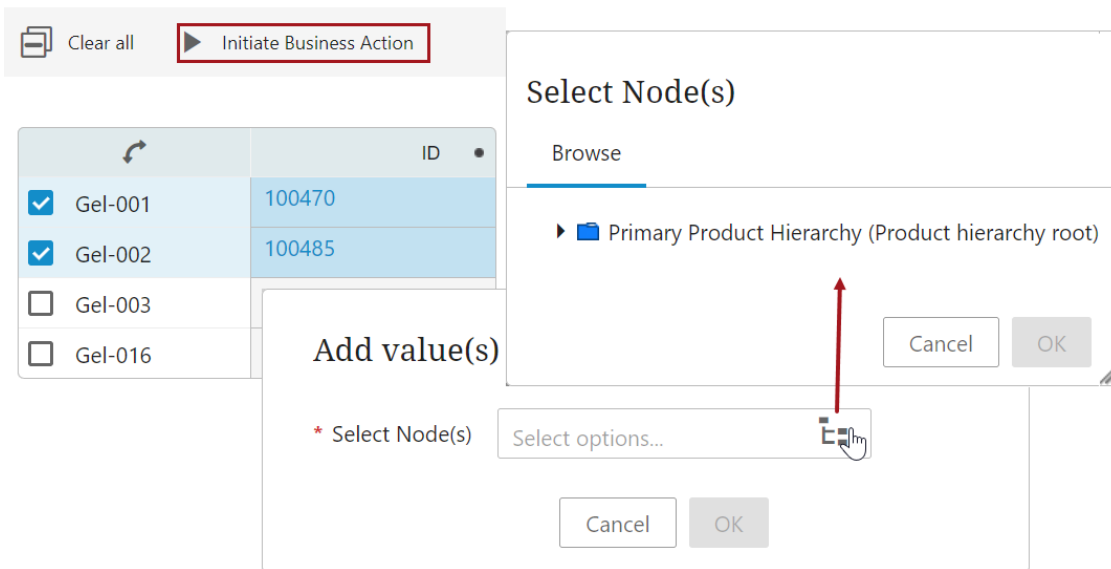 Clear all
Initiate Business Action
ID
Gel-001 100470
Gel-002 100485
Gel-003
Gel-016
Select Node(s)
Browse
Primary Product Hierarchy (Product hierarchy root)
Cancel OK
Add value(s)
* Select Node(s) Select options...
Cancel OK